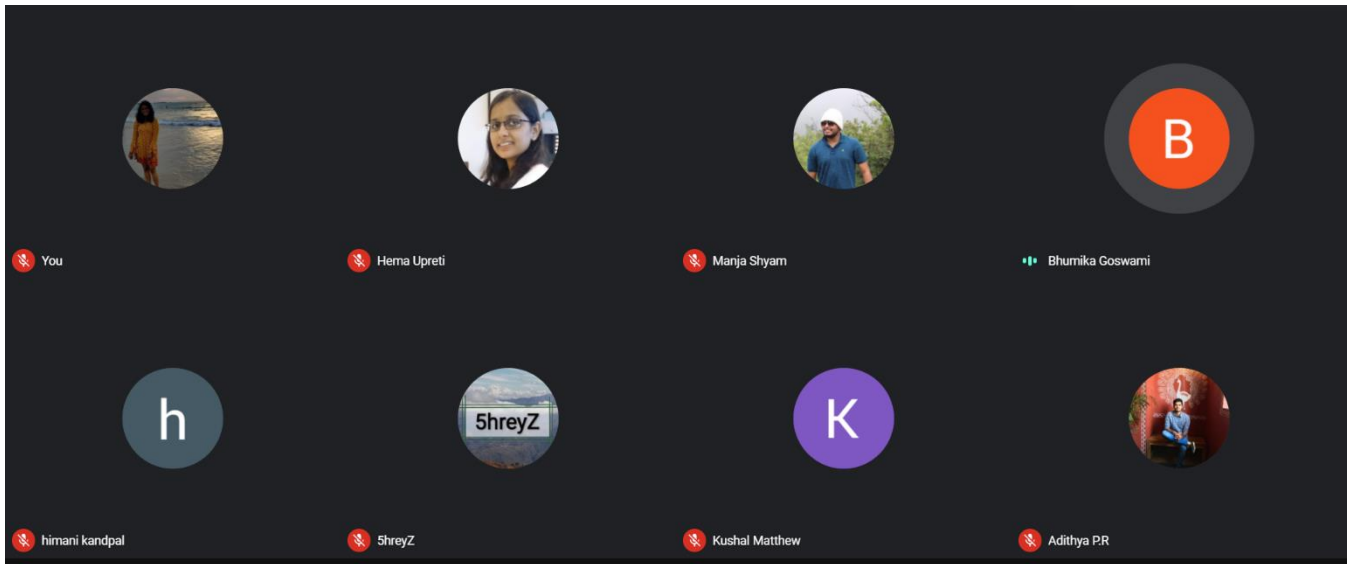 B
You
Hema Upreti
Manja Shyam
Bhumika Goswami
h
5hreyZ
K
himani kandpal
5hreyZ
Kushal Matthew
Adithya P.R